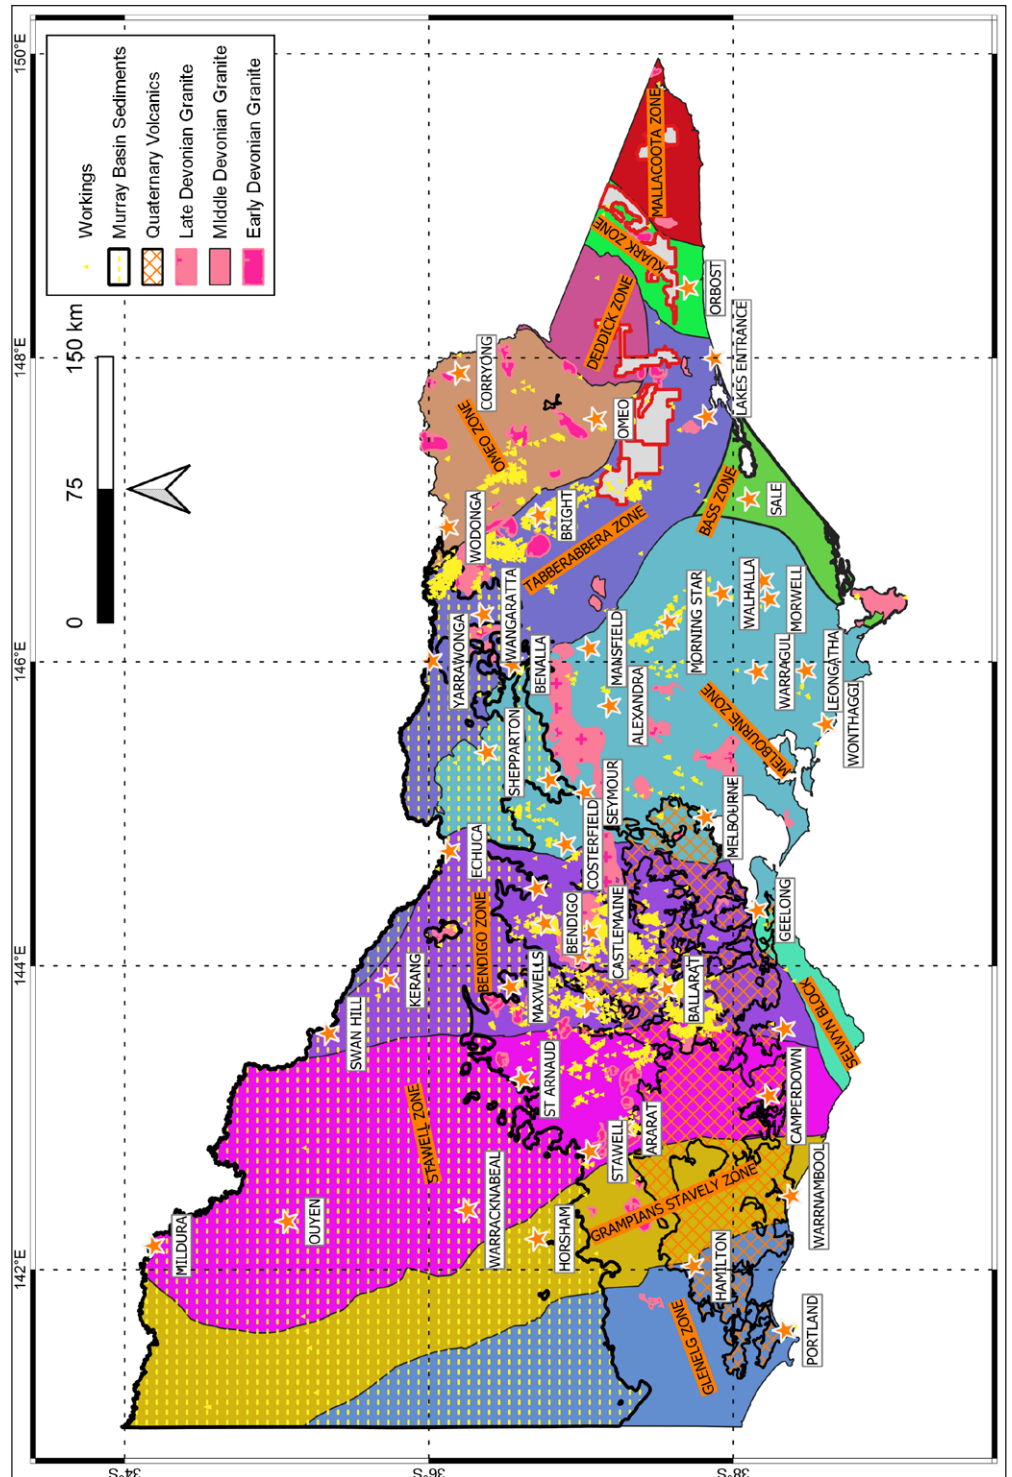 150°E
148°E
146°E
144°E
142°E
34°S
36°S
38°S
0
75
150 km
Workings
Murray Basin Sediments
Quaternary Volcanics
Late Devonian Granite
Middle Devonian Granite
Early Devonian Granite
MILDURA
OUYEN
SWAN HILL
KERANG
STAWELL ZONE
WARRACKNABEAL
HORSHAM
ECHUCA
BENDIGO ZONE
MAXWELLS
ST ARNAUD
STAWELL
ARARAT
GRAMPIANS STAVELY ZONE
HAMILTON
GLENELG ZONE
PORTLAND
WARRNAMBOOL
CAMPERDOWN
SELWYN BLOCK
BALLARAT
CASTLEMAINE
BENDIGO
COSTERFIELD
SEYMOUR
GEELONG
MELBOURNE
MELBOURNE ZONE
SHEPPARTON
YARRAWONGA
WANGARATTA
BENALLA
MANSFIELD
ALEXANDRA
MORNING STAR
WALHALLA
MORWELL
WARRAGUL
LEONGATHA
WONTHAGGI
WODONGA
CORRYONG
OMEO ZONE
BRIGHT
TABBERABBERA ZONE
OMEO
BASS ZONE
SALE
LAKES ENTRANCE
DEDDICK ZONE
KUARK ZONE
ORBOST
MALLACOOTA ZONE